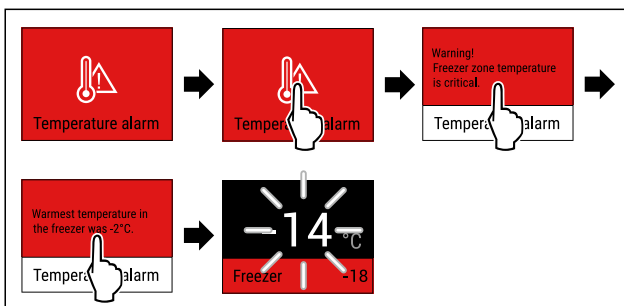 Temperature alarm
Temper alarm
Warning!
Freezer zone temperature
is critical.
Tempera alarm
Warmest temperature in
the freezer was -2°C.
Tempera alarm
-14 °C
Freezer -18